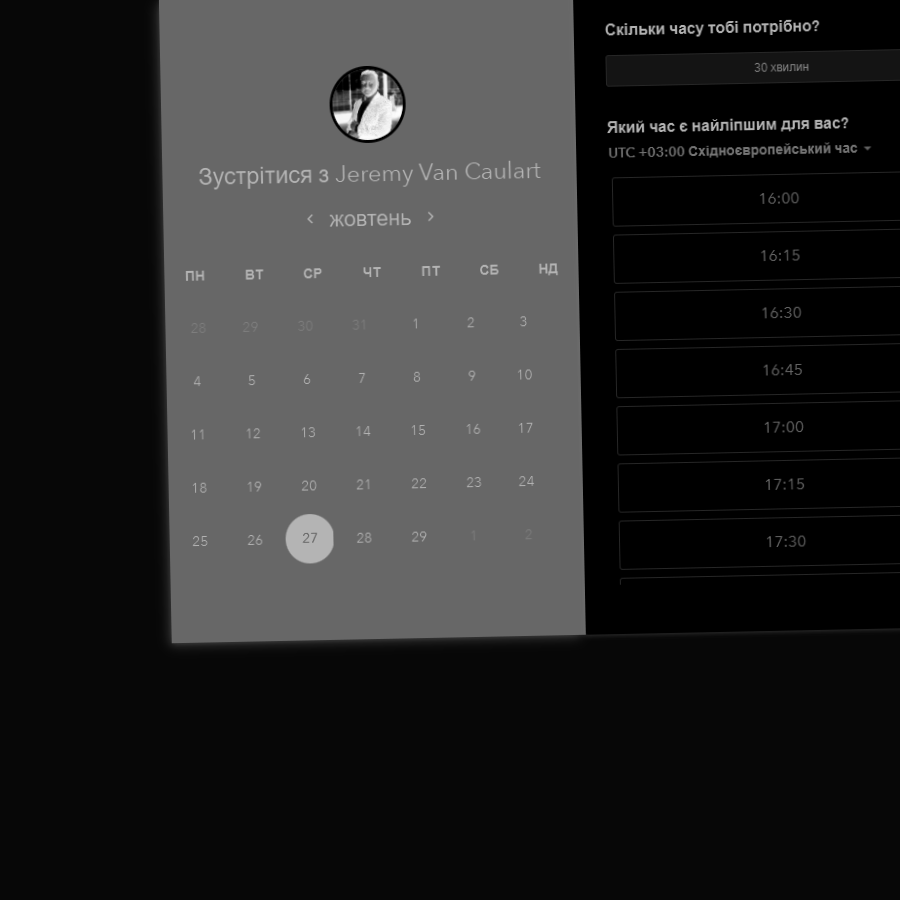 Зустрітися з Jeremy Van Caulart
‹ жовтень ›
ПН ВТ СР ЧТ ПТ СБ НД
28 29 30 31 1 2 3
4 5 6 7 8 9 10
11 12 13 14 15 16 17
18 19 20 21 22 23 24
25 26 27 28 29 1 2
Скільки часу тобі потрібно?
30 хвилин
Який час є найліпшим для вас?
UTC +03:00 Східноєвропейський час
16:00
16:15
16:30
16:45
17:00
17:15
17:30